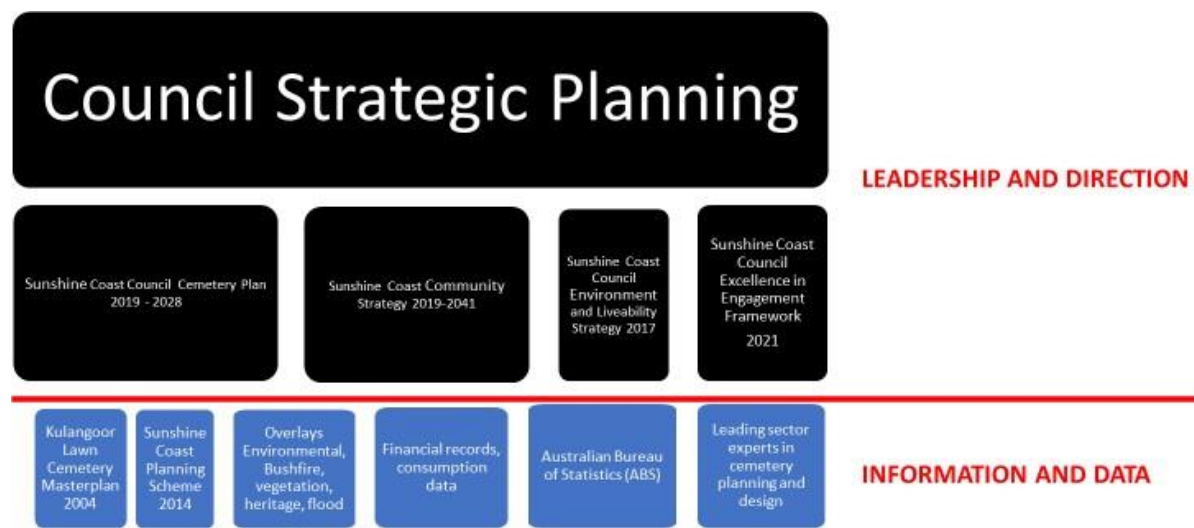 Council Strategic Planning
LEADERSHIP AND DIRECTION
Sunshine Coast Council Cemetery Plan
2019 - 2028
Sunshine Coast Community
Strategy 2019-2041
Sunshine Coast
Council
Environment
and Liveability
Strategy 2017
Sunshine Coast
Council
Excellence in
Engagement
Framework
2021
Kulangoor
Lawn
Cemetery
Masterplan
2004
Sunshine
Coast
Planning
Scheme
2014
Overlays
Environmental,
Bushfire,
vegetation,
heritage, flood
Financial records,
consumption
data
Australian Bureau
of Statistics (ABS)
Leading sector
experts in
cemetery
planning and
design
INFORMATION AND DATA